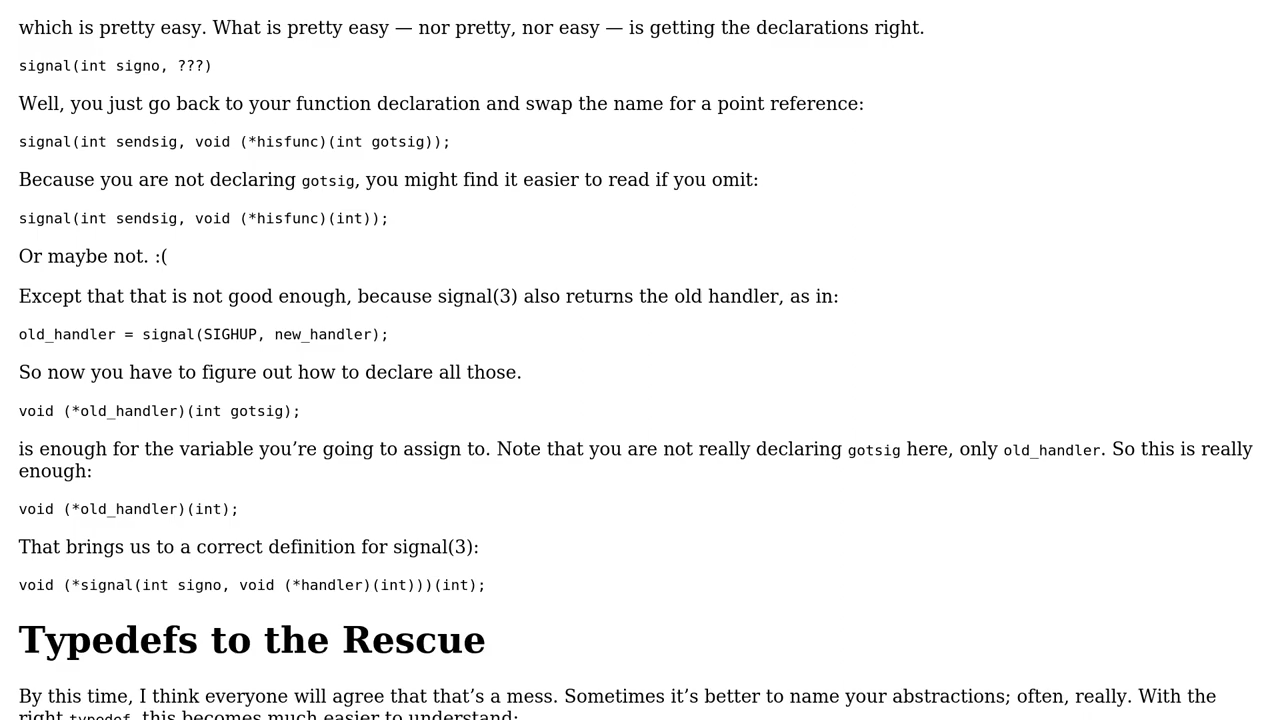 which is pretty easy. What is pretty easy — nor pretty, nor easy — is getting the declarations right.
signal(int signo, ???)
Well, you just go back to your function declaration and swap the name for a point reference:
signal(int sendsig, void (*hisfunc)(int gotsig));
Because you are not declaring gotsig, you might find it easier to read if you omit:
signal(int sendsig, void (*hisfunc)(int));
Or maybe not. :(
Except that that is not good enough, because signal(3) also returns the old handler, as in:
old_handler = signal(SIGHUP, new_handler);
So now you have to figure out how to declare all those.
void (*old_handler)(int gotsig);
is enough for the variable you’re going to assign to. Note that you are not really declaring gotsig here, only old_handler. So this is really
enough:
void (*old_handler)(int);
That brings us to a correct definition for signal(3):
void (*signal(int signo, void (*handler)(int)))(int);
Typedefs to the Rescue
By this time, I think everyone will agree that that’s a mess. Sometimes it’s better to name your abstractions; often, really. With the
right typedef, this becomes much easier to understand: